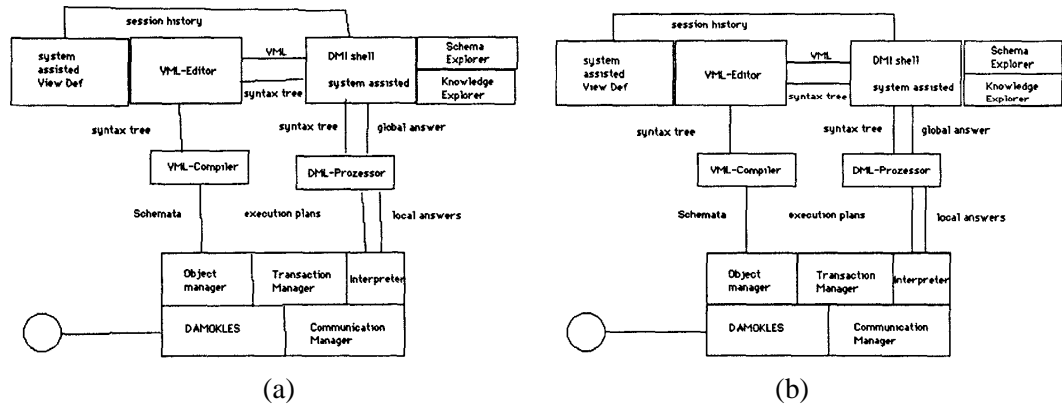 session history
system
assisted
View Def
VML-Editor
VML
syntax tree
DMI shell
system assisted
Schema
Explorer
Knowledge
Explorer
syntax tree
syntax tree
global answer
VML-Compiler
DML-Prozessor
Schemata
execution plans
local answers
Object
manager
Transaction
Manager
Interpreter
DAMOKLES
Communication
Manager
(a)
session history
system
assisted
View Def
VML-Editor
VML
syntax tree
DMI shell
system assisted
Schema
Explorer
Knowledge
Explorer
syntax tree
syntax tree
global answer
VML-Compiler
DML-Prozessor
Schemata
execution plans
local answers
Object
manager
Transaction
Manager
Interpreter
DAMOKLES
Communication
Manager
(b)